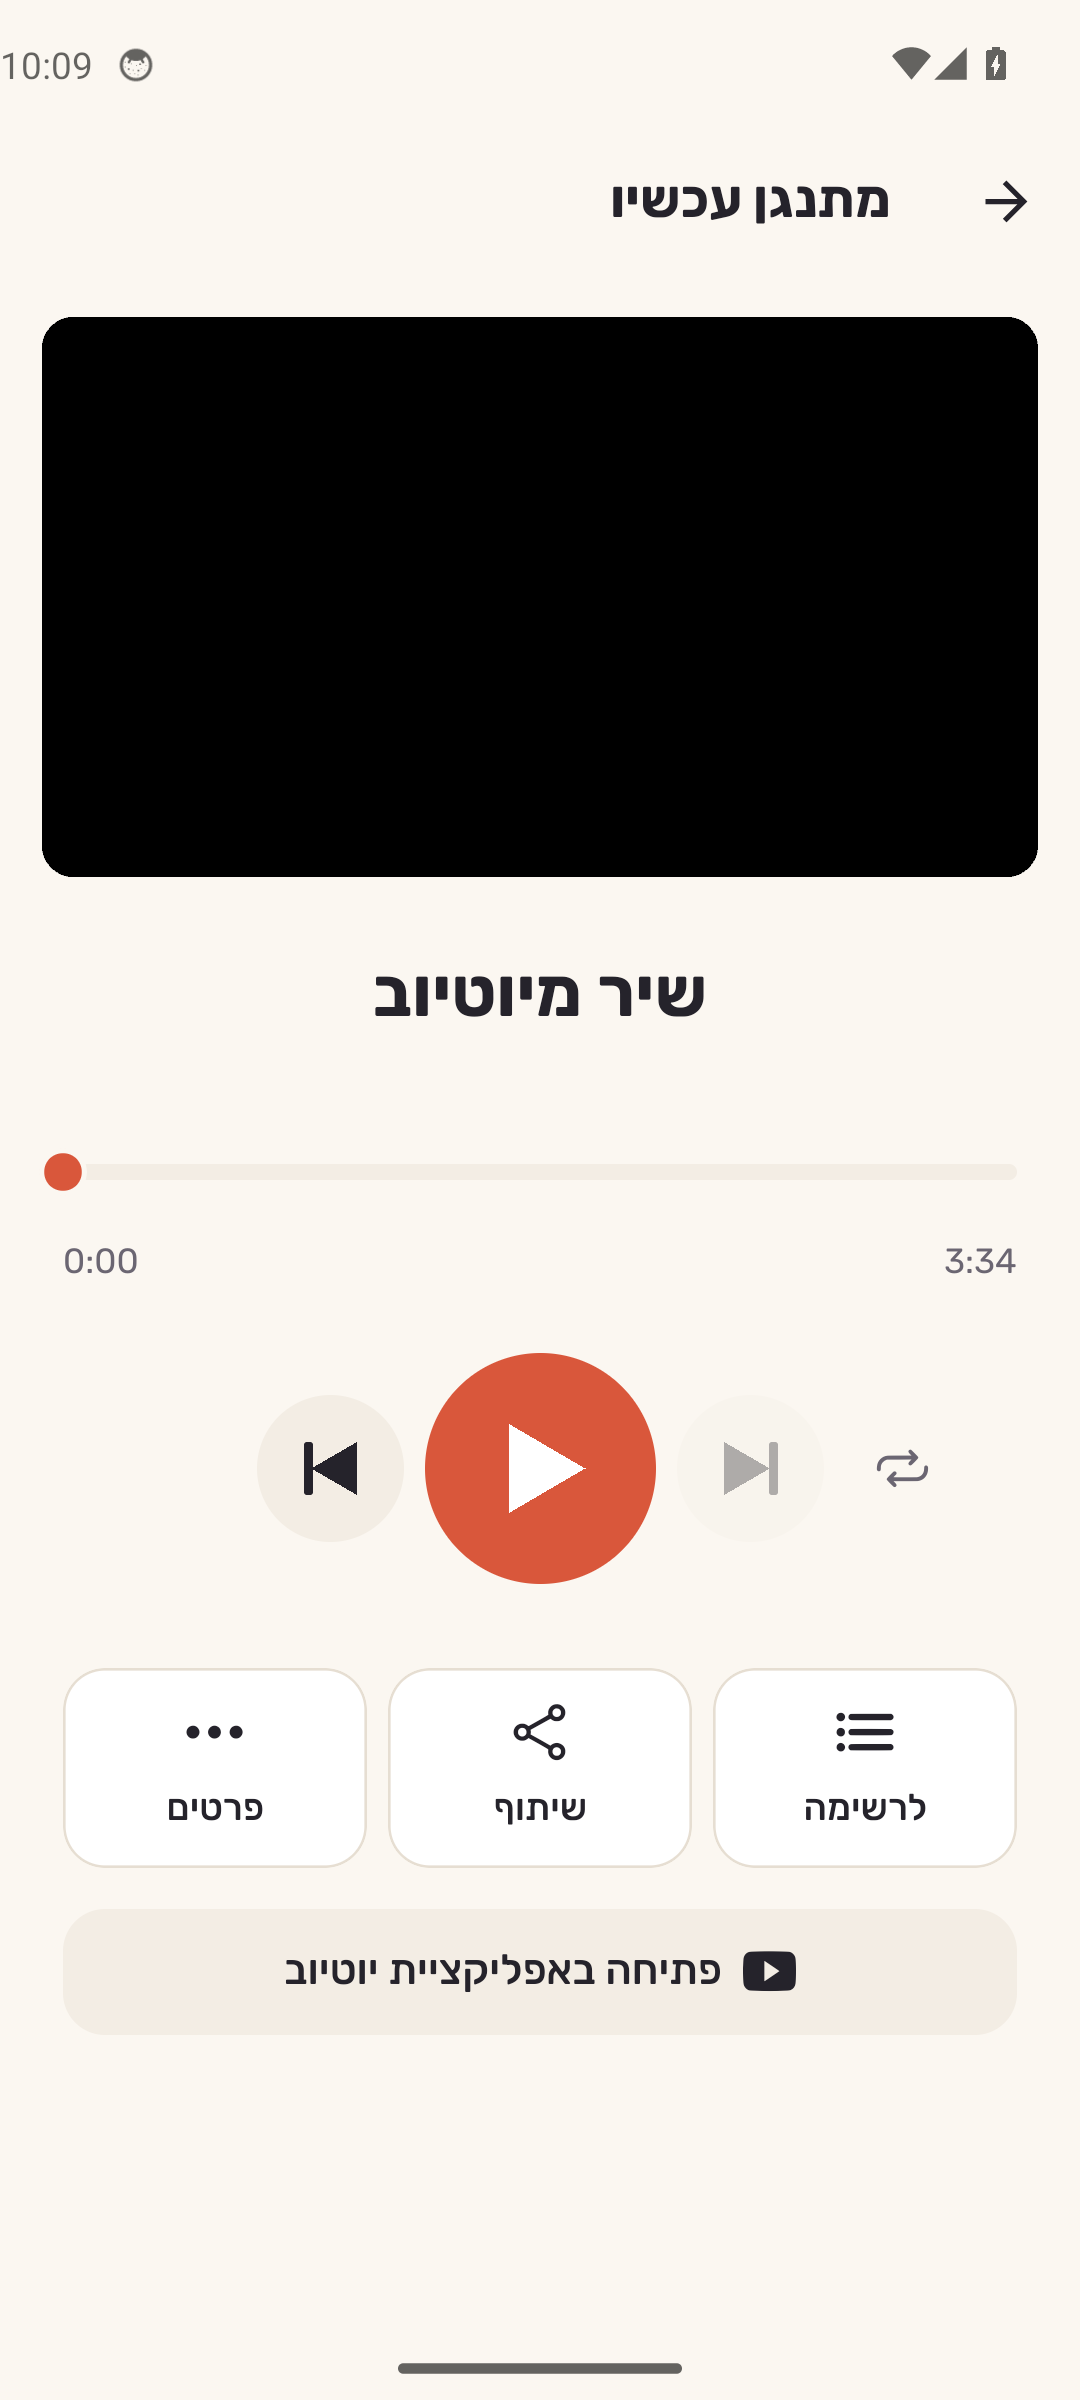 10:09
מתנגן עכשיו
שיר מיוטיוב
0:00
3:34
לרשימה
שיתוף
פרטים
פתיחה באפליקציית יוטיוב